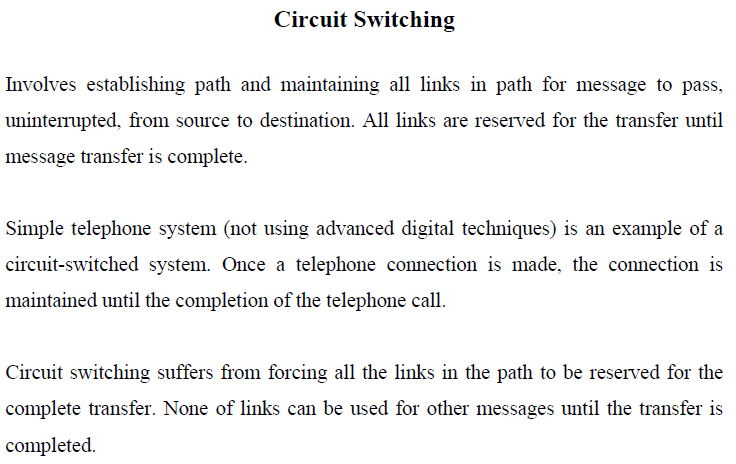 Circuit Switching
Involves establishing path and maintaining all links in path for message to pass,
uninterrupted, from source to destination. All links are reserved for the transfer until
message transfer is complete.
Simple telephone system (not using advanced digital techniques) is an example of a
circuit-switched system. Once a telephone connection is made, the connection is
maintained until the completion of the telephone call.
Circuit switching suffers from forcing all the links in the path to be reserved for the
complete transfer. None of links can be used for other messages until the transfer is
completed.